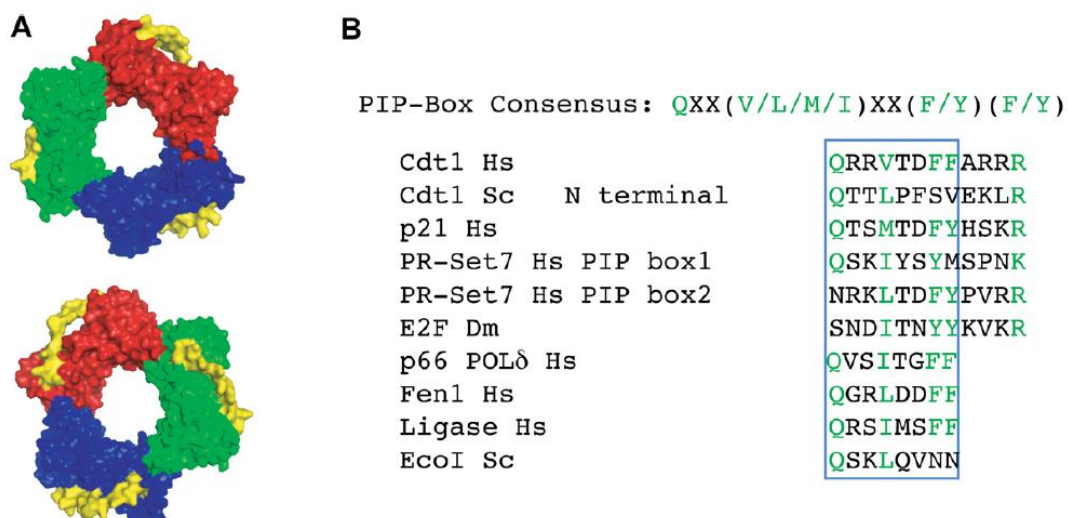 A
B
PIP-Box Consensus: QXX(V/L/M/I)XX(F/Y)(F/Y)
Cdt1 Hs QRRVTDFFARRR
Cdt1 Sc N terminal QTTLPFSVEKLR
p21 Hs QTSMTDFYHSKR
PR-Set7 Hs PIP box1 QSKIYSYMSPNK
PR-Set7 Hs PIP box2 NRKLTDFYPVRR
E2F Dm SNDITNYYKVKR
p66 POLδ Hs QVSITGFF
Fen1 Hs QGRLDDFF
Ligase Hs QRSIMSFF
EcoI Sc QSKLQVNN